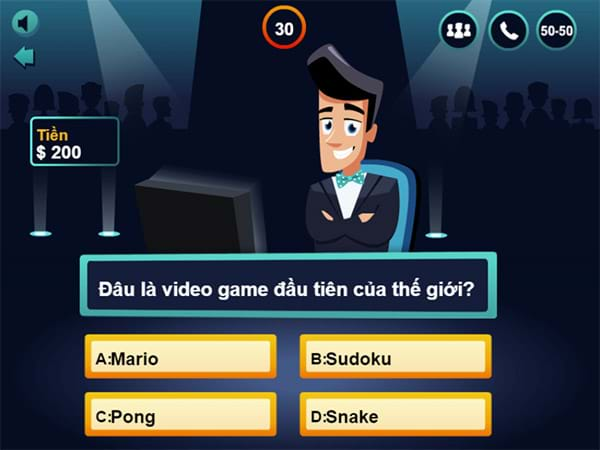 30
50-50
Tiền
$ 200
Đâu là video game đầu tiên của thế giới?
A:Mario
B:Sudoku
C:Pong
D:Snake